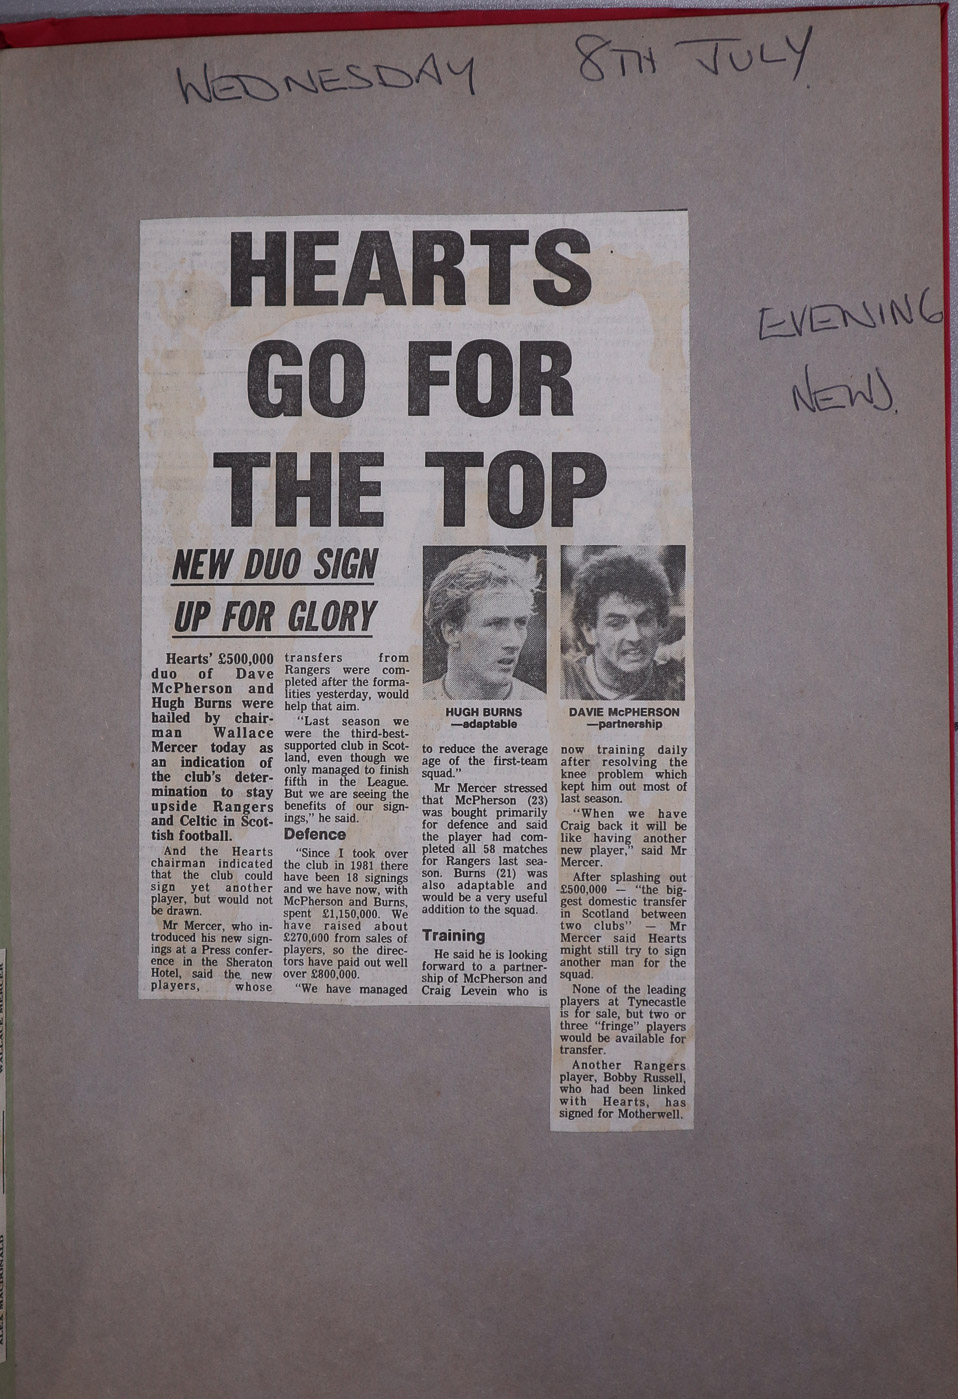 WEDNESDAY 8TH JULY
EVENING
NEWS.
HEARTS
GO FOR
THE TOP
NEW DUO SIGN
UP FOR GLORY
Hearts' £500,000
duo of Dave
McPherson and
Hugh Burns were
hailed by chair-
man Wallace
Mercer today as
an indication of
the club's deter-
mination to stay
upside Rangers
and Celtic in Scot-
tish football.
And the Hearts
chairman indicated
that the club could
sign yet another
player, but would not
be drawn.
Mr Mercer, who in-
troduced his new sign-
ings at a Press confer-
ence in the Sheraton
Hotel, said the new
players, whose
transfers from
Rangers were com-
pleted after the forma-
lities yesterday, would
help that aim.
"Last season we
were the third-best-
supported club in Scot-
land, even though we
only managed to finish
fifth in the League.
But we are seeing the
benefits of our sign-
ings," he said.
Defence
"Since I took over
the club in 1981 there
have been 18 signings
and we have now, with
McPherson and Burns,
spent £1,150,000. We
have raised about
£270,000 from sales of
players, so the direc-
tors have paid out well
over £800,000.
"We have managed
HUGH BURNS
—adaptable
to reduce the average
age of the first-team
squad."
Mr Mercer stressed
that McPherson (23)
was bought primarily
for defence and said
the player had com-
pleted all 58 matches
for Rangers last sea-
son. Burns (21) was
also adaptable and
would be a very useful
addition to the squad.
Training
He said he is looking
forward to a partner-
ship of McPherson and
Craig Levein who is
DAVIE McPHERSON
—partnership
now training daily
after resolving the
knee problem which
kept him out most of
last season.
"When we have
Craig back it will be
like having another
new player," said Mr
Mercer.
After splashing out
£500,000 — "the big-
gest domestic transfer
in Scotland between
two clubs" — Mr
Mercer said Hearts
might still try to sign
another man for the
squad.
None of the leading
players at Tynecastle
is for sale, but two or
three "fringe" players
would be available for
transfer.
Another Rangers
player, Bobby Russell,
who had been linked
with Hearts, has
signed for Motherwell.
WALLACE MERCER
ALEX MACDONALD